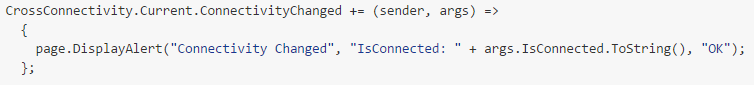 CrossConnectivity.Current.ConnectivityChanged += (sender, args) =>
{
page.DisplayAlert("Connectivity Changed", "IsConnected: " + args.IsConnected.ToString(), "OK");
};